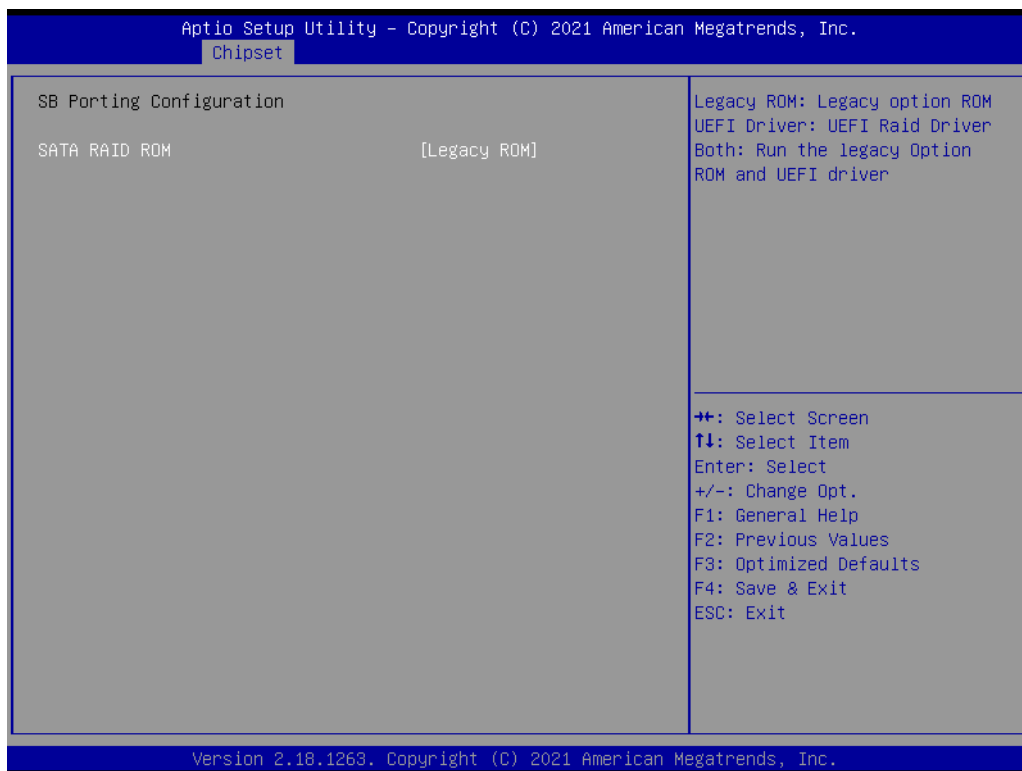 Aptio Setup Utility – Copyright (C) 2021 American Megatrends, Inc.
Chipset
SB Porting Configuration
SATA RAID ROM [Legacy ROM]
Legacy ROM: Legacy option ROM
UEFI Driver: UEFI Raid Driver
Both: Run the legacy Option
ROM and UEFI driver
→←: Select Screen
↑↓: Select Item
Enter: Select
+/-: Change Opt.
F1: General Help
F2: Previous Values
F3: Optimized Defaults
F4: Save & Exit
ESC: Exit
Version 2.18.1263. Copyright (C) 2021 American Megatrends, Inc.